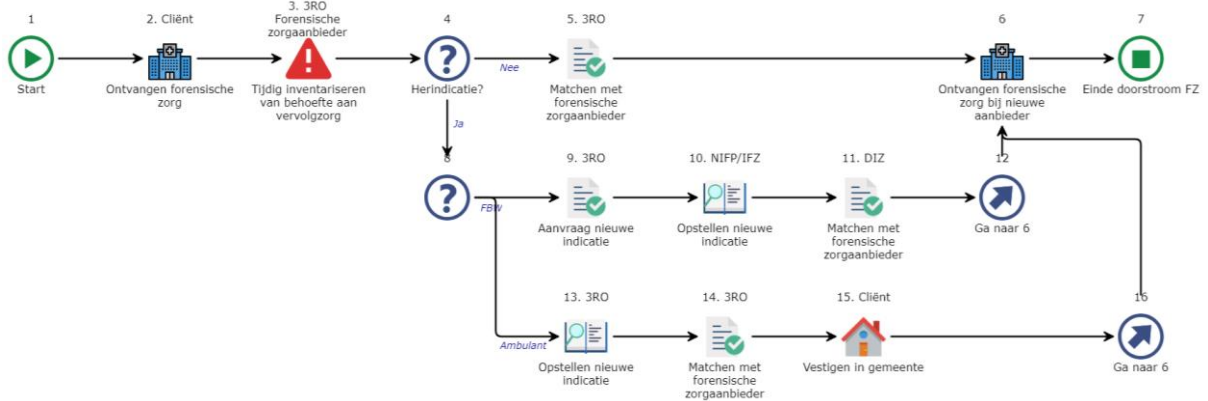 1
2. Cliënt
3. 3RO
Forensische
zorgaanbieder
4
5. 3RO
6
7
Start
Ontvangen forensische
zorg
Tijdig inventariseren
van behoefte aan
vervolgzorg
Herindicatie?
Nee
Matchen met
forensische
zorgaanbieder
Ontvangen forensische
zorg bij nieuwe
aanbieder
Einde doorstroom FZ
Ja
8
9. 3RO
10. NIFP/IFZ
11. DIZ
12
FBW
Aanvraag nieuwe
indicatie
Opstellen nieuwe
indicatie
Matchen met
forensische
zorgaanbieder
Ga naar 6
13. 3RO
14. 3RO
15. Cliënt
16
Ambulant
Opstellen nieuwe
indicatie
Matchen met
forensische
zorgaanbieder
Vestigen in gemeente
Ga naar 6